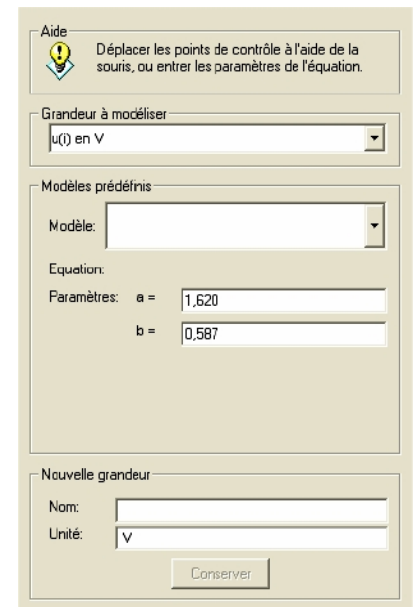 Aide
Déplacer les points de contrôle à l'aide de la
souris, ou entrer les paramètres de l'équation.
Grandeur à modéliser
u(i) en V
Modèles prédéfinis
Modèle:
Equation:
Paramètres: a = 1,620
b = 0,587
Nouvelle grandeur
Nom:
Unité: V
Conserver